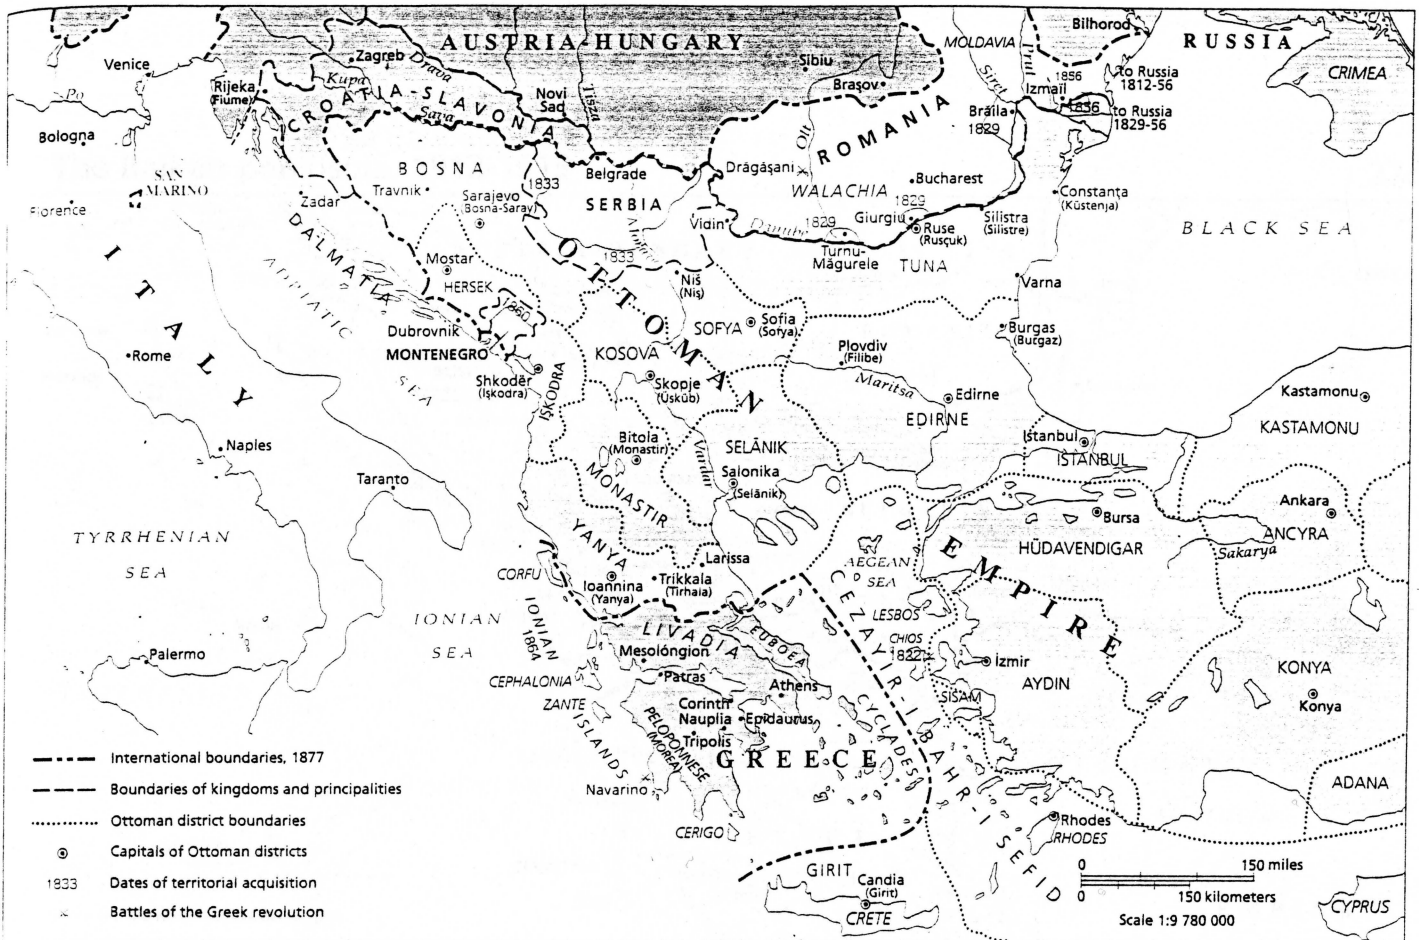 AUSTRIA-HUNGARY
RUSSIA
CRIMEA
Bilhorod
MOLDAVIA
Prut
Siret
1856
Izmaïl
1856
to Russia
1812-56
to Russia
1829-56
Brăila
1829
Venice
Po
Bologna
SAN
MARINO
Florence
ITALY
Rome
Naples
Taranto
Palermo
TYRRHENIAN
SEA
Zagreb
Drava
Kupa
Rijeka
(Fiume)
CROATIA-SLAVONIA
Sava
Novi
Sad
Tisza
Sibiu
Brașov
Olt
ROMANIA
Drăgăşani
WALACHIA
Bucharest
1829
Giurgiu
1829
Danube
Turnu-
Măgurele
Ruse
(Rusçuk)
Silistra
(Silistre)
Constanța
(Küstenja)
BLACK SEA
TUNA
Varna
Burgas
(Burgaz)
BOSNA
Travnik
Sarajevo
(Bosna-Saray)
Zadar
DALMATIA
ADRIATIC
SEA
Mostar
HERSEK
1860
Dubrovnik
MONTENEGRO
Belgrade
1833
SERBIA
1833
Vidin
Niš
(Niş)
OTTOMAN
EMPIRE
SOFYA
Sofia
(Sofya)
Plovdiv
(Filibe)
Maritsa
Edirne
EDIRNE
KOSOVA
Skopje
(Üsküb)
Shkodër
(Işkodra)
IŞKODRA
Bitola
(Monastir)
MONASTIR
Vardar
SELÂNIK
Salonika
(Selânik)
Istanbul
ISTANBUL
Kastamonu
KASTAMONU
Ankara
ANCYRA
Sakarya
Bursa
HÜDAVENDIGAR
YANYA
Ioannina
(Yanya)
Larissa
Trikkala
(Tirhaia)
CORFU
IONIAN
1864
ISLANDS
IONIAN
SEA
CEPHALONIA
ZANTE
LIVADIA
EUBOEA
Mesolóngion
Patras
Athens
Corinth
Nauplia
Epidaurus
Tripolis
PELOPONNESE
(MOREA)
GREECE
Navarino
CERIGO
CYCLADES
AEGEAN
SEA
LESBOS
CHIOS
1822
CEZAYIR-I BAHR-I SEFID
SISAM
İzmir
AYDIN
KONYA
Konya
ADANA
Rhodes
RHODES
GIRIT
Candia
(Girit)
CRETE
CYPRUS
International boundaries, 1877
Boundaries of kingdoms and principalities
Ottoman district boundaries
Capitals of Ottoman districts
1833 Dates of territorial acquisition
Battles of the Greek revolution
0 150 miles
0 150 kilometers
Scale 1:9 780 000